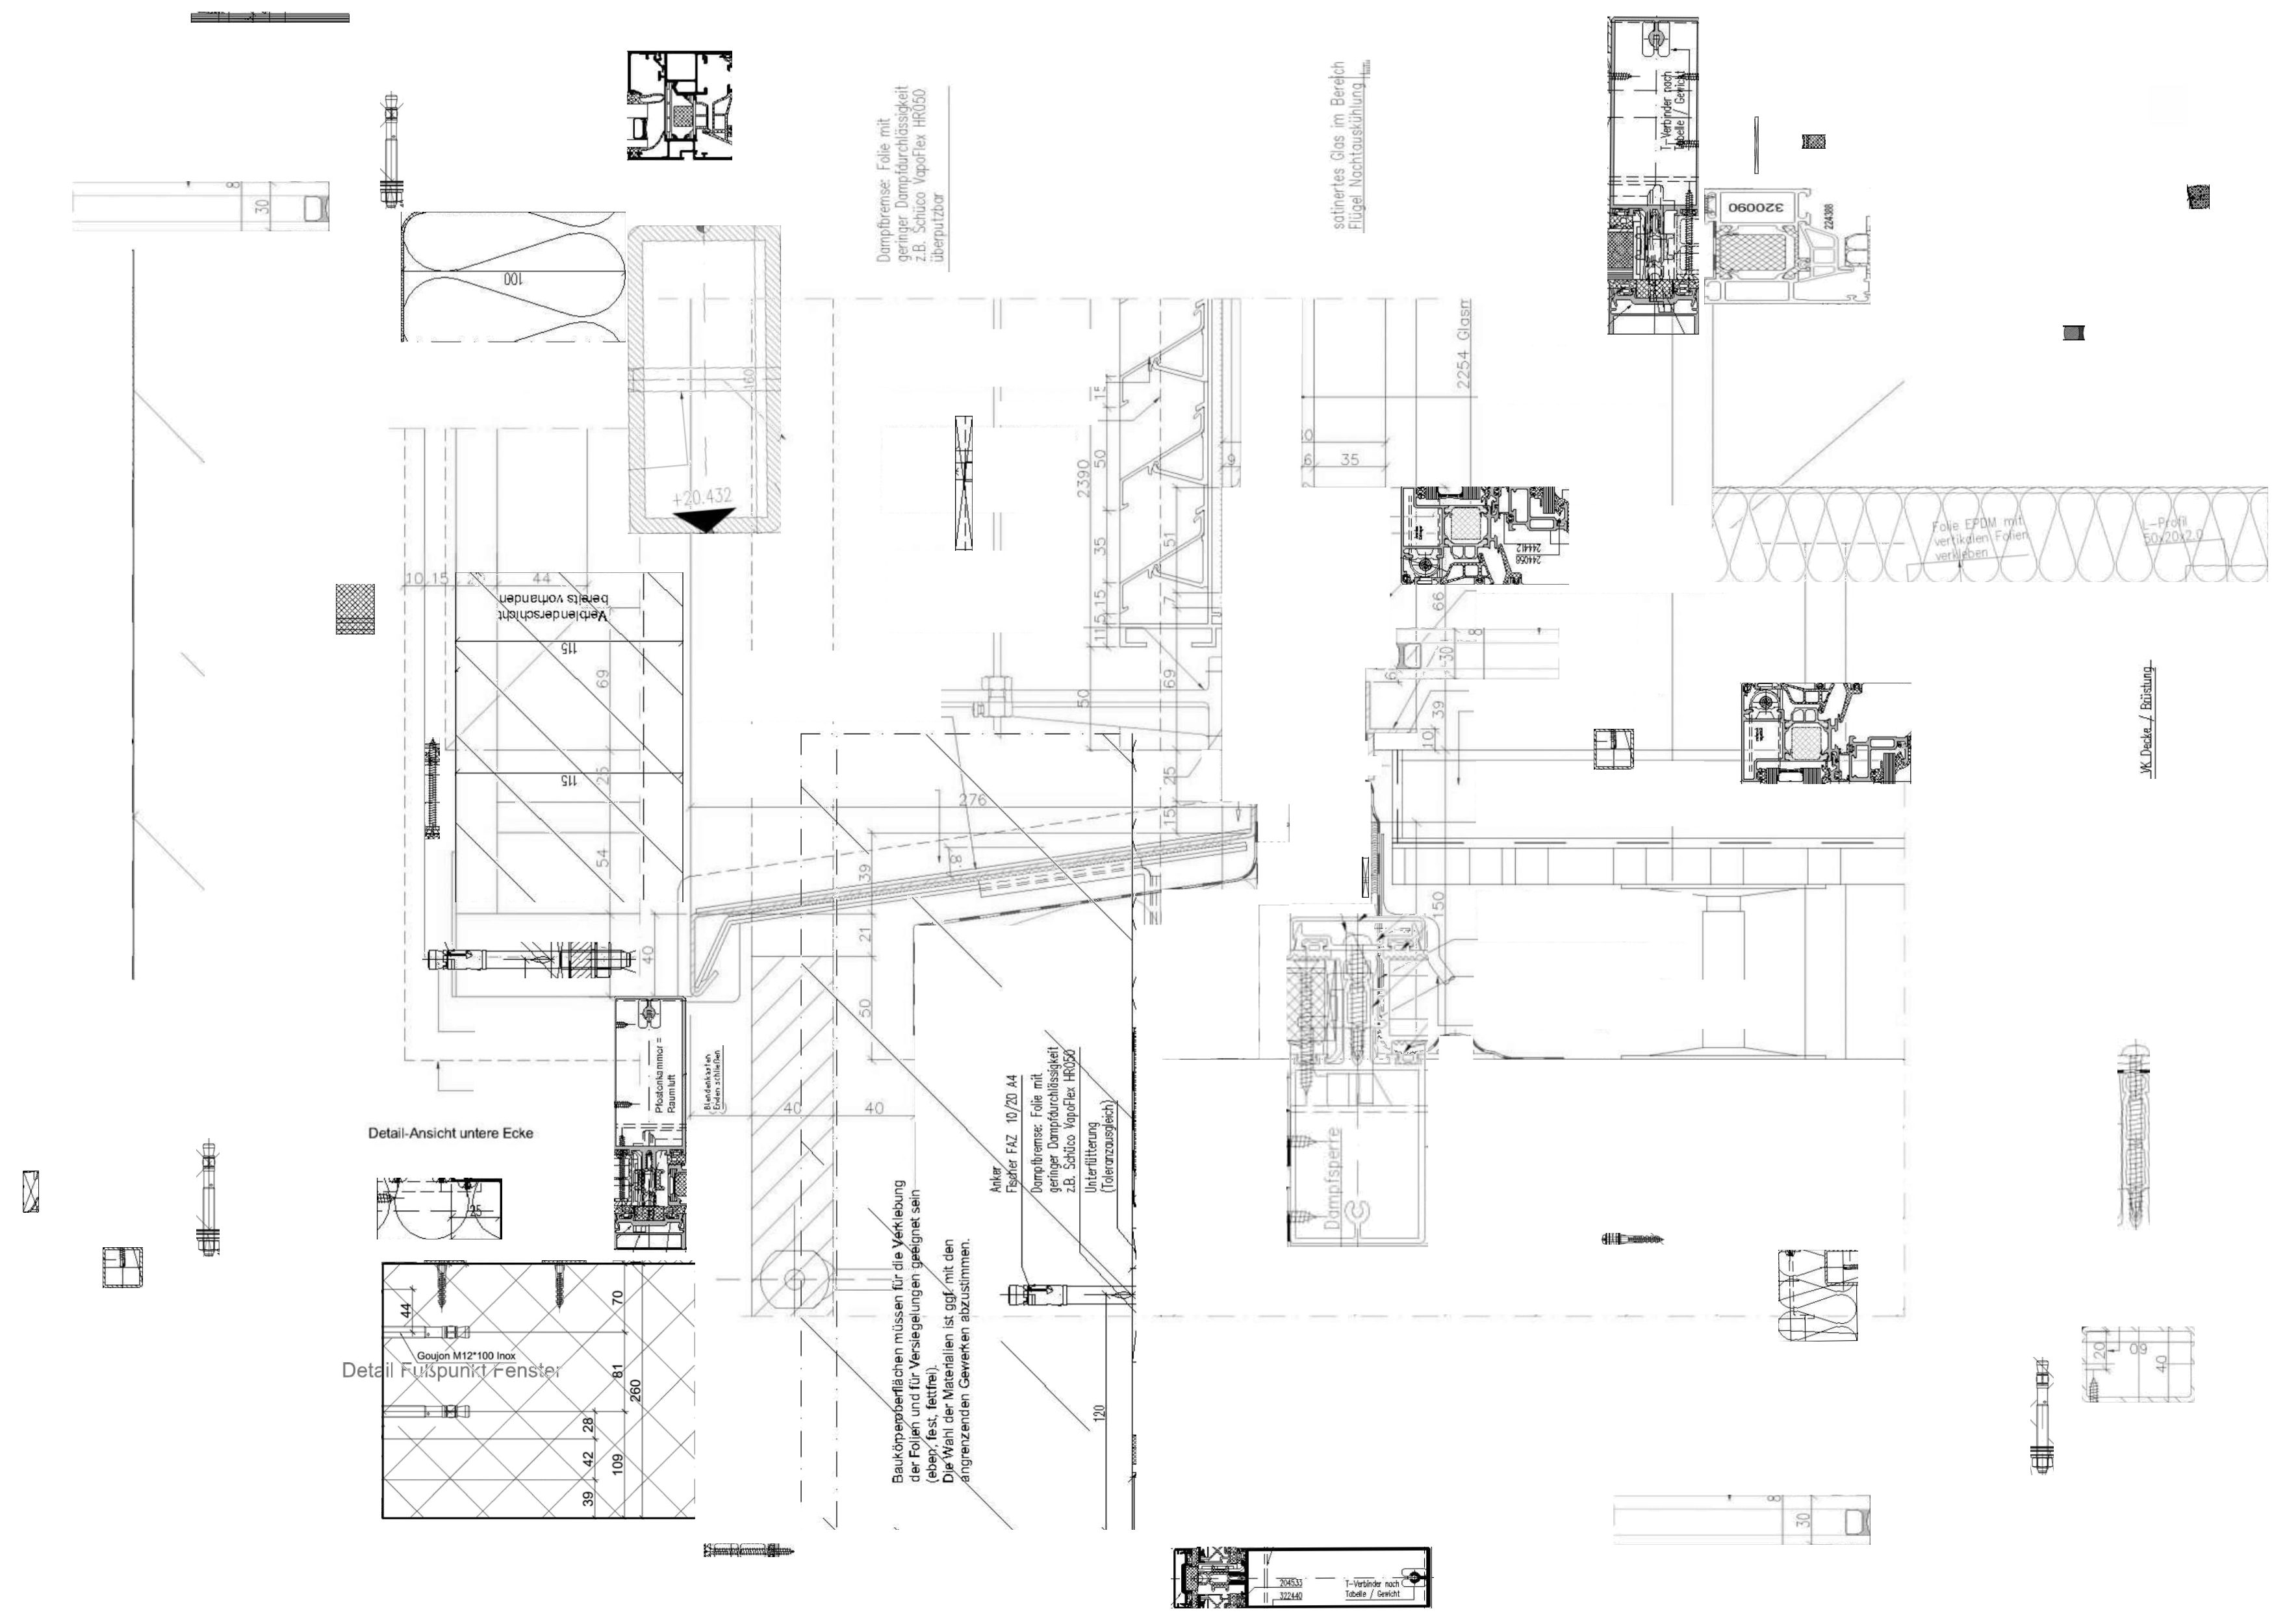 8
30
100
Dampfbremse: Folie mit
geringer Dampfdurchlässigkeit
z.B. Schüco VapoFlex HR050
überputzbar
satiniertes Glas im Bereich
Flügel Nachtauskühlung
T-Verbinder nach
Tabelle / Gewicht
320090
224388
160
+20.432
2254 Glasm
15
50
2390
35
51
15
7
15
11
9
6
35
244412
244058
Folie EPDM mit
vertikalen Folien
verkleben
L-Profil
50x20x2.0
10
15
44
Verblenderschicht
bereits vorhanden
115
69
115
25
54
40
66
8
30
39
10
50
69
25
15
276
39
8
21
50
150
VK Decke / Brüstung
Pfostenkammer =
Raumluft
Blendenkasten
Enden schließen
40
40
Detail-Ansicht untere Ecke
25
Anker
Fischer FAZ 10/20 A4
Dampfbremse: Folie mit
geringer Dampfdurchlässigkeit
z.B. Schüco VapoFlex HR050
Unterfütterung
(Toleranzausgleich)
Dampfsperre
Baukörperoberflächen müssen für die Verklebung
der Folien und für Versiegelungen geeignet sein
(eben, fest, fettfrei).
Die Wahl der Materialien ist ggf. mit den
angrenzenden Gewerken abzustimmen.
44
70
Goujon M12*100 Inox
Detail Fußpunkt Fenster
81
260
28
42
109
39
120
20
60
40
8
30
204533
322440
T-Verbinder nach
Tabelle / Gewicht